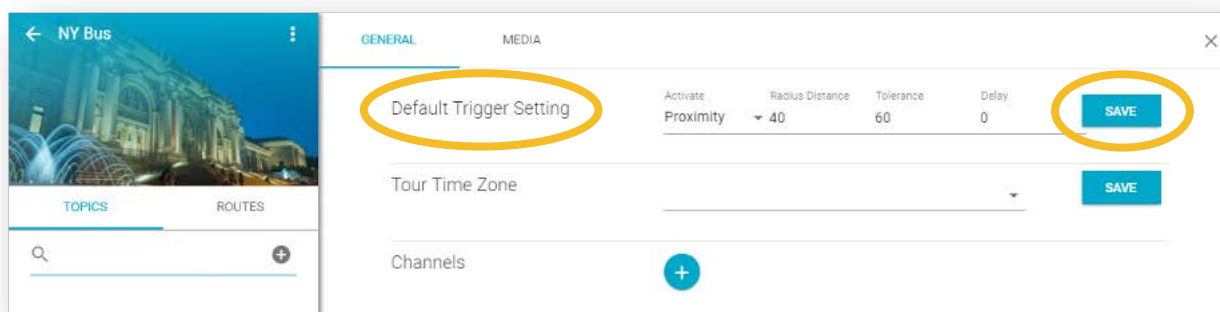 NY Bus
TOPICS
ROUTES
GENERAL
MEDIA
Default Trigger Setting
Activate
Radius Distance
Tolerance
Delay
Proximity
40
60
0
SAVE
Tour Time Zone
SAVE
Channels